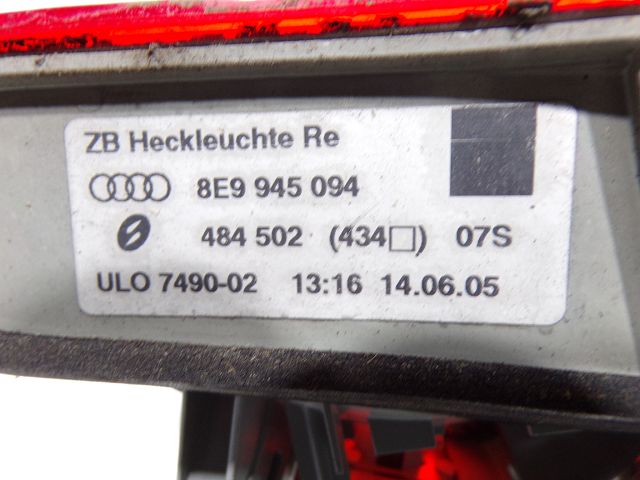 ZB Heckleuchte Re
8E9 945 094
484 502 (434□) 07S
ULO 7490-02 13:16 14.06.05